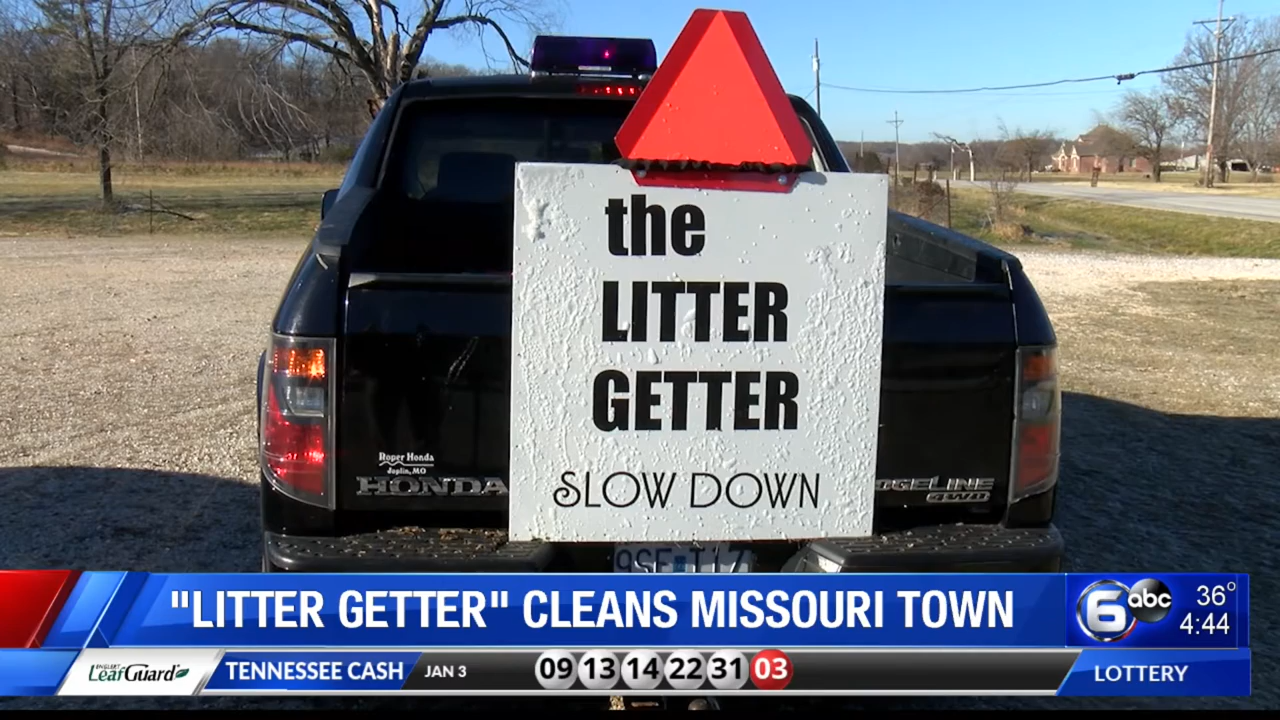 the
LITTER
GETTER
SLOW DOWN
Roper Honda
Joplin, MO
HONDA
4WD
"LITTER GETTER" CLEANS MISSOURI TOWN
6 abc
36°
4:44
ENGLERT
LeafGuard
TENNESSEE CASH
JAN 3
09 13 14 22 31 03
LOTTERY